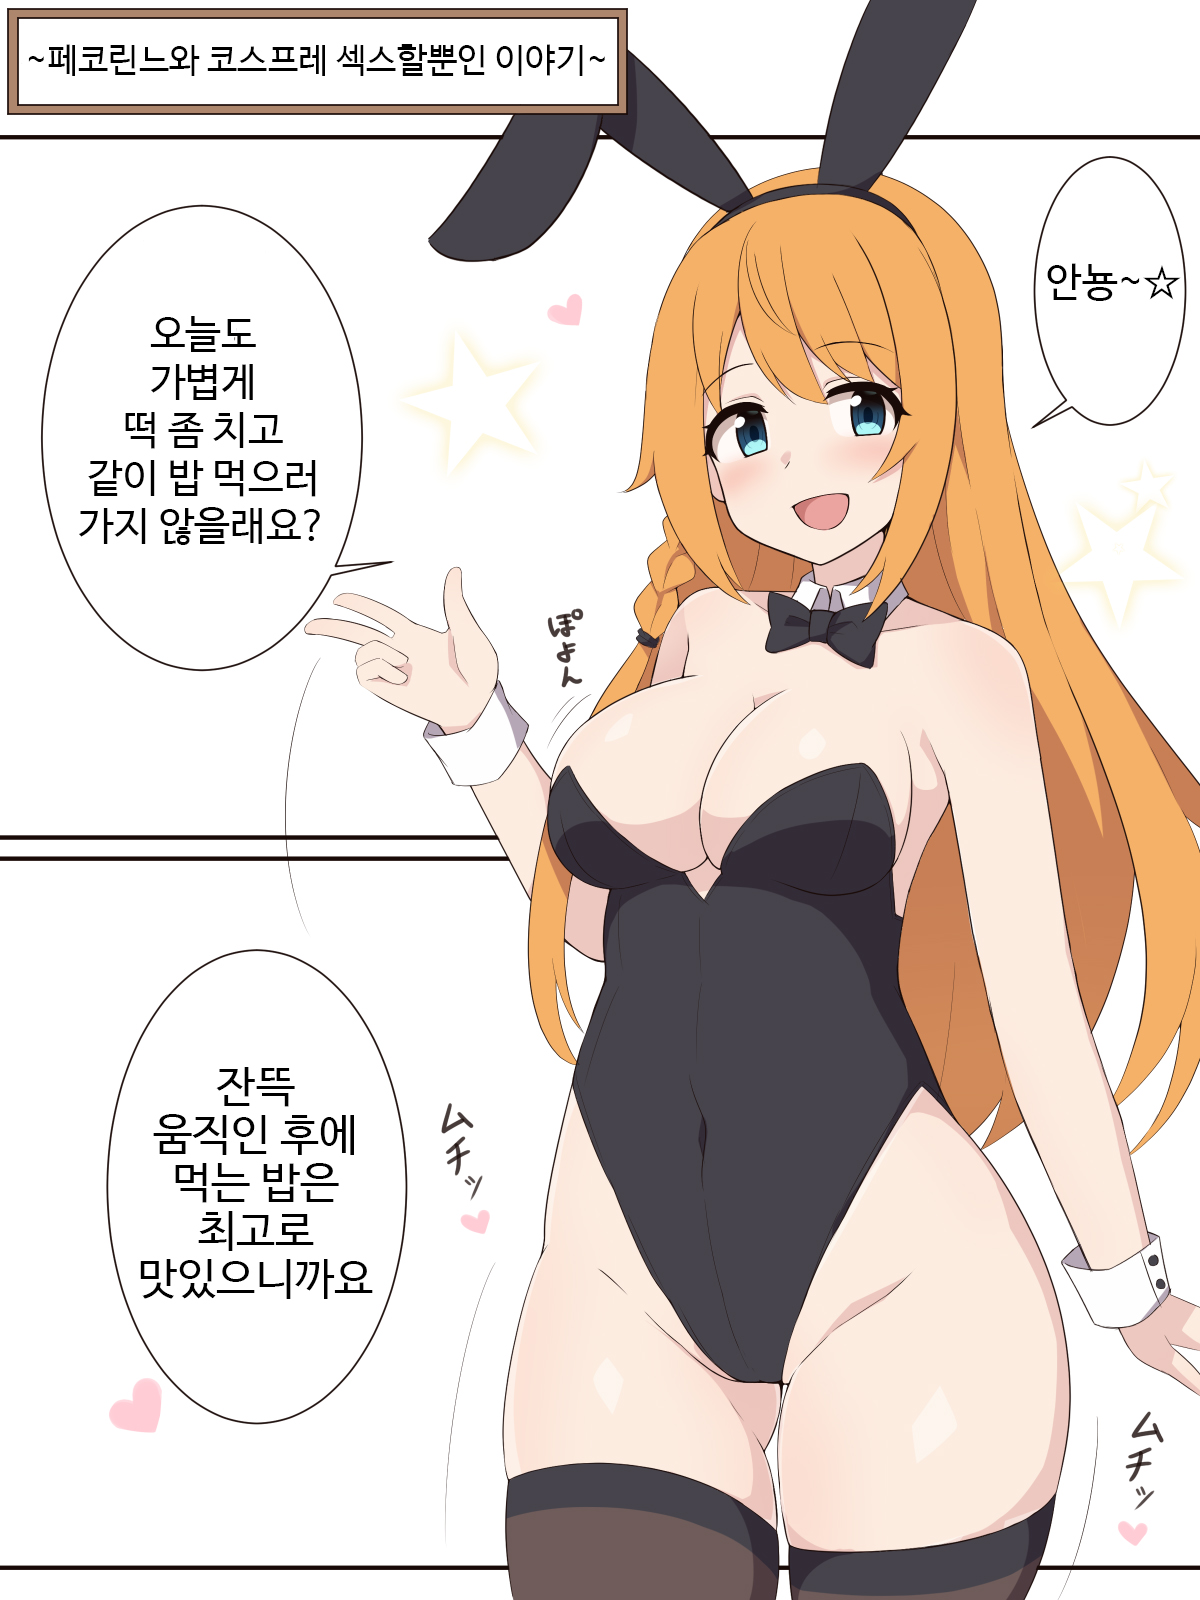 ~페코린느와 코스프레 섹스할뿐인 이야기~
안뇽~☆
오늘도
가볍게
떡 좀 치고
같이 밥 먹으러
가지 않을래요?
ぽよん
잔뜩
움직인 후에
먹는 밥은
최고로
맛있으니까요
ムチッ
ムチッ